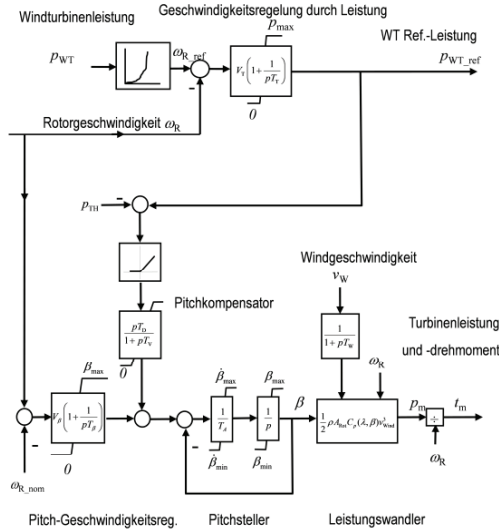 Windturbinenleistung
Geschwindigkeitsregelung durch Leistung
p_max
WT Ref.-Leistung
p_WT
ω_R_ref
V_T(1+1/pT_T)
p_WT_ref
-
0
Rotorgeschwindigkeit ω_R
p_TH
-
Windgeschwindigkeit
v_W
Pitchkompensator
pT_D/(1+pT_V)
0
1/(1+pT_W)
Turbinenleistung
und -drehmoment
β_max
β̇_max
β_max
ω_R
V_β(1+1/pT_β)
1/T_A
1/p
β
½ρA_Rot C_p(λ,β)v³_Wind
p_m
÷
t_m
-
-
0
β̇_min
β_min
ω_R
ω_R_nom
Pitch-Geschwindigkeitsreg.
Pitchsteller
Leistungswandler